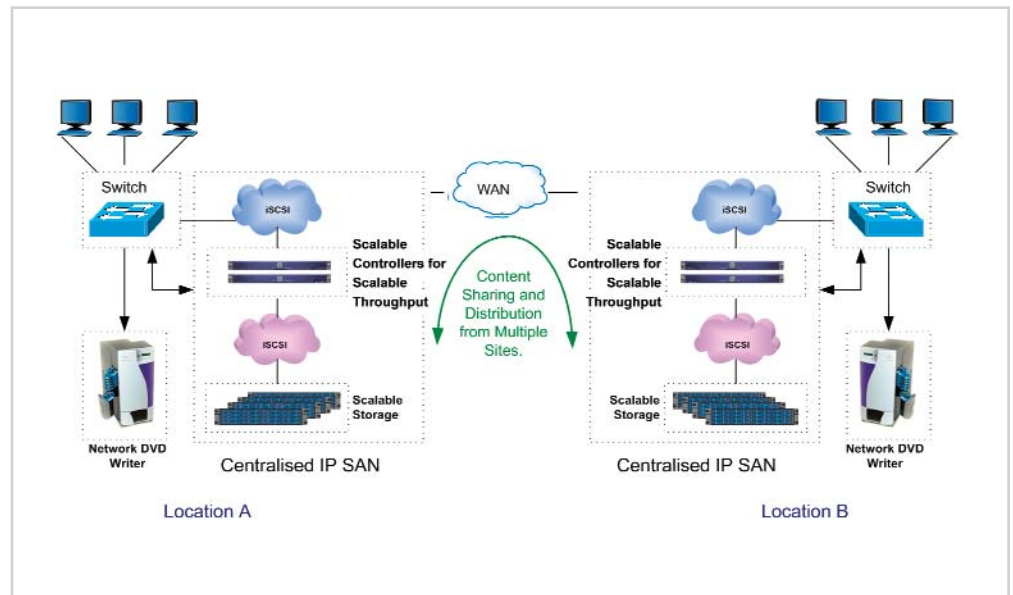 Switch
iSCSI
Scalable
Controllers for
Scalable
Throughput
iSCSI
Scalable
Storage
Network DVD
Writer
Centralised IP SAN
Location A
WAN
Content
Sharing and
Distribution
from Multiple
Sites.
Switch
iSCSI
Scalable
Controllers for
Scalable
Throughput
iSCSI
Scalable
Storage
Network DVD
Writer
Centralised IP SAN
Location B